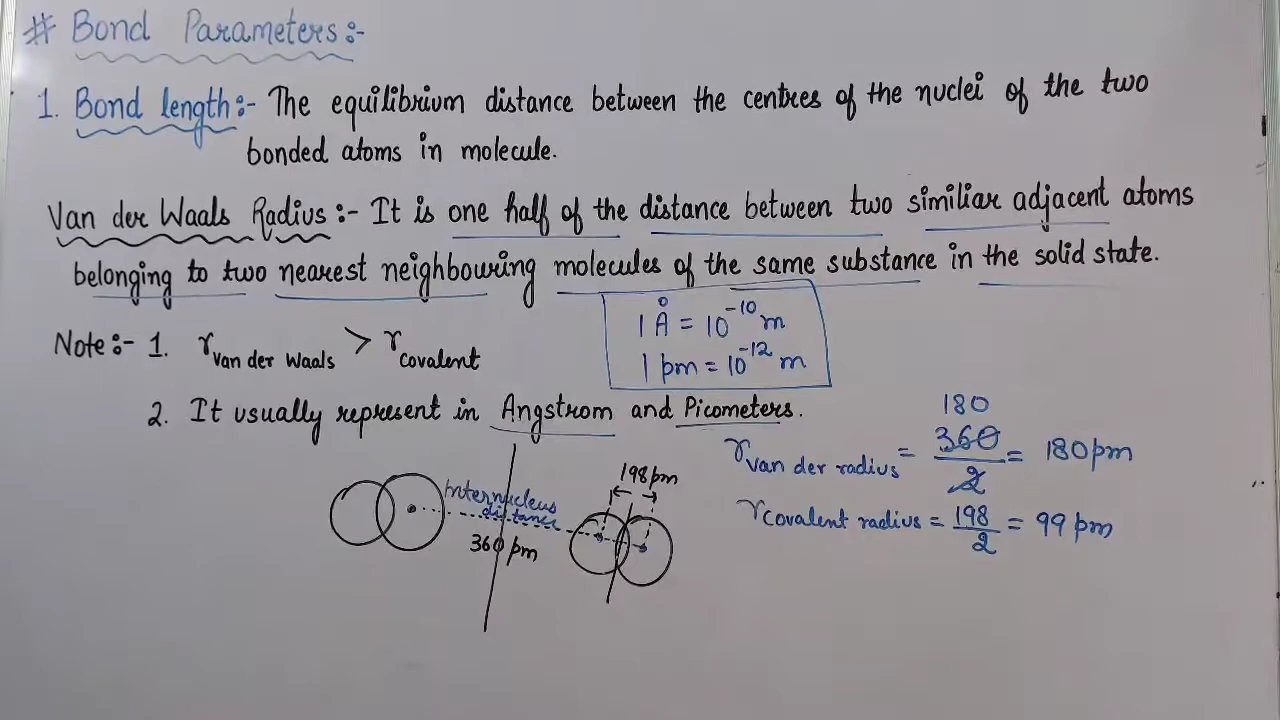 # Bond Parameters:-
1. Bond length:- The equilibrium distance between the centres of the nuclei of the two
bonded atoms in molecule.
Van der Waals Radius:- It is one half of the distance between two similiar adjacent atoms
belonging to two nearest neighbouring molecules of the same substance in the solid state.
1 Å = 10⁻¹⁰ m
1 pm = 10⁻¹² m
Note:- 1. r van der Waals > r covalent
2. It usually represent in Angstrom and Picometers.
180
r van der radius = 360/2 = 180pm
r covalent radius = 198/2 = 99 pm
198pm
Internucleus
distance
360 pm